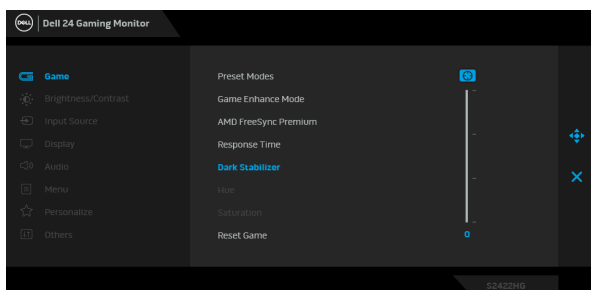 DELL
Dell 24 Gaming Monitor
Game
Brightness/Contrast
Input Source
Display
Audio
Menu
Personalize
Others
Preset Modes
Game Enhance Mode
AMD FreeSync Premium
Response Time
Dark Stabilizer
Hue
Saturation
Reset Game
0
S2422HG